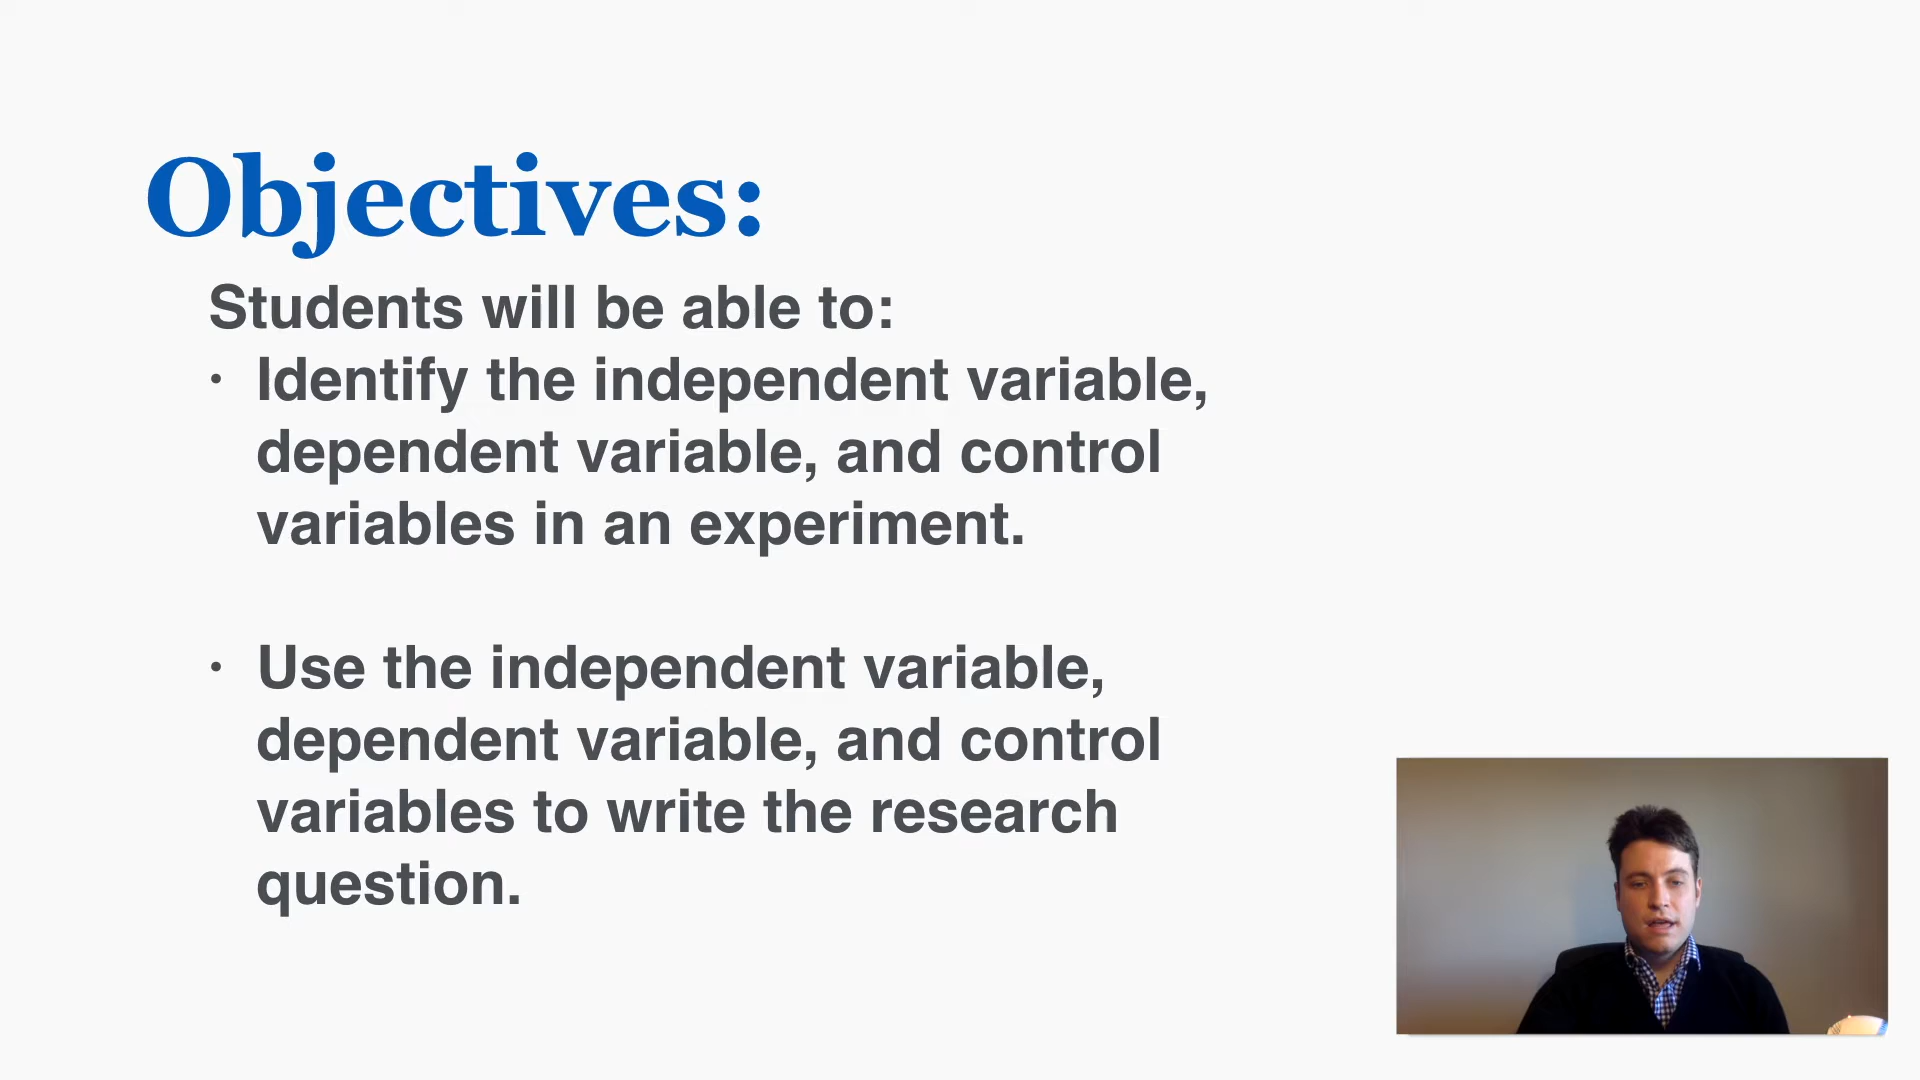 Objectives:
Students will be able to:
· Identify the independent variable,
dependent variable, and control
variables in an experiment.
· Use the independent variable,
dependent variable, and control
variables to write the research
question.